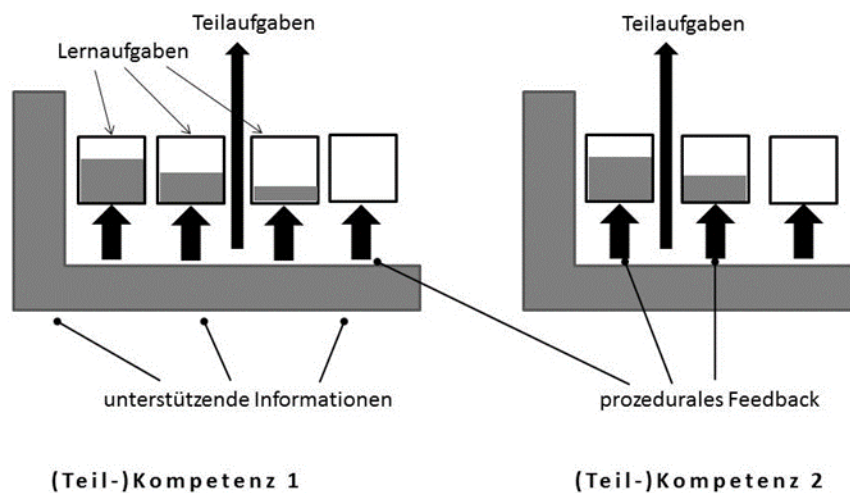 Teilaufgaben
Teilaufgaben
Lernaufgaben
unterstützende Informationen
prozedurales Feedback
(Teil-)Kompetenz 1
(Teil-)Kompetenz 2